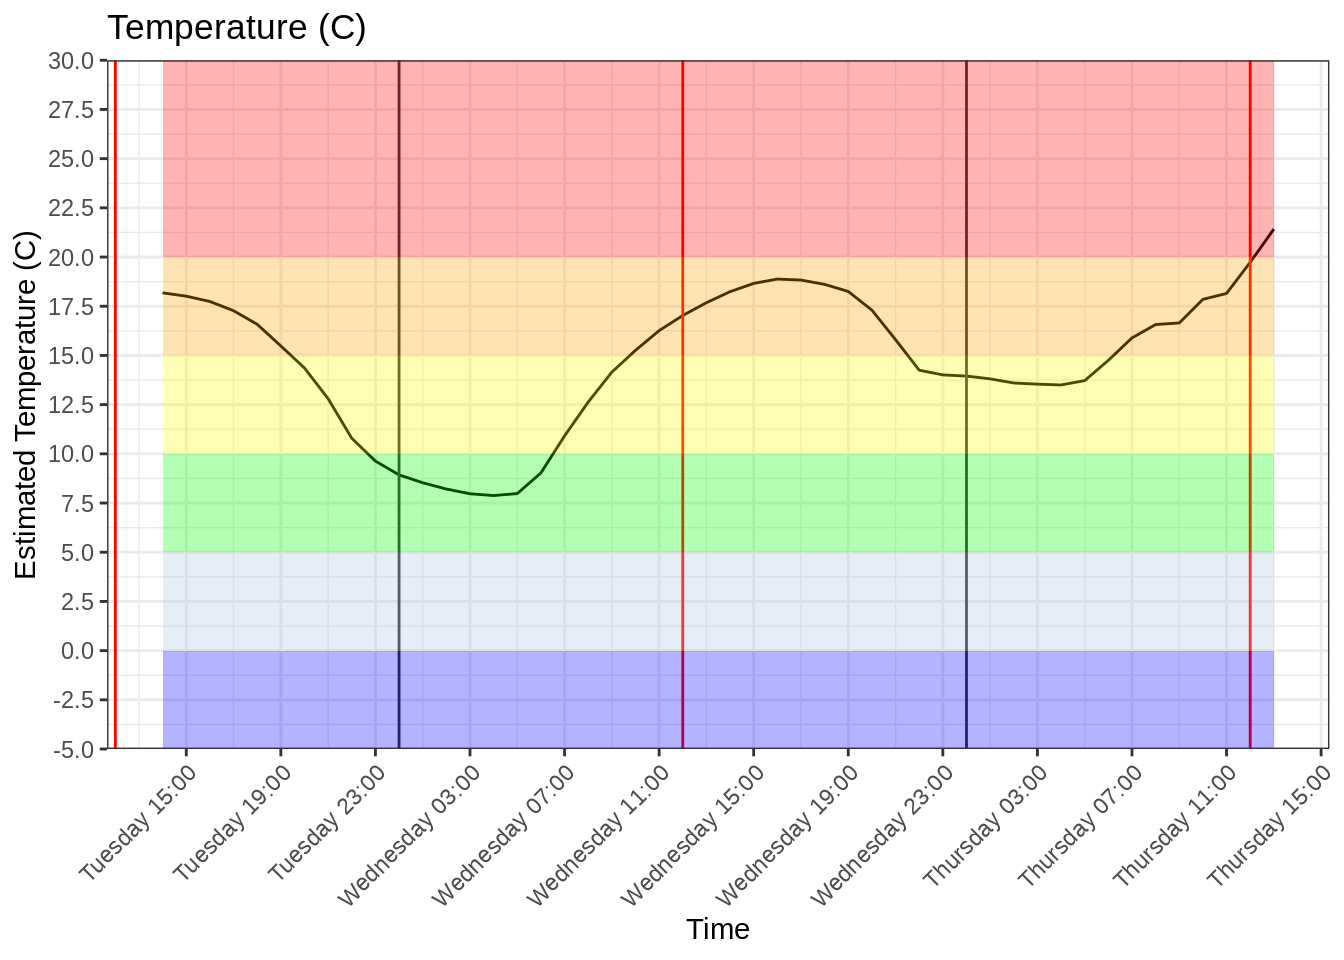 Temperature (C)
Estimated Temperature (C)
30.0
27.5
25.0
22.5
20.0
17.5
15.0
12.5
10.0
7.5
5.0
2.5
0.0
-2.5
-5.0
Tuesday 15:00
Tuesday 19:00
Tuesday 23:00
Wednesday 03:00
Wednesday 07:00
Wednesday 11:00
Wednesday 15:00
Wednesday 19:00
Wednesday 23:00
Thursday 03:00
Thursday 07:00
Thursday 11:00
Thursday 15:00
Time